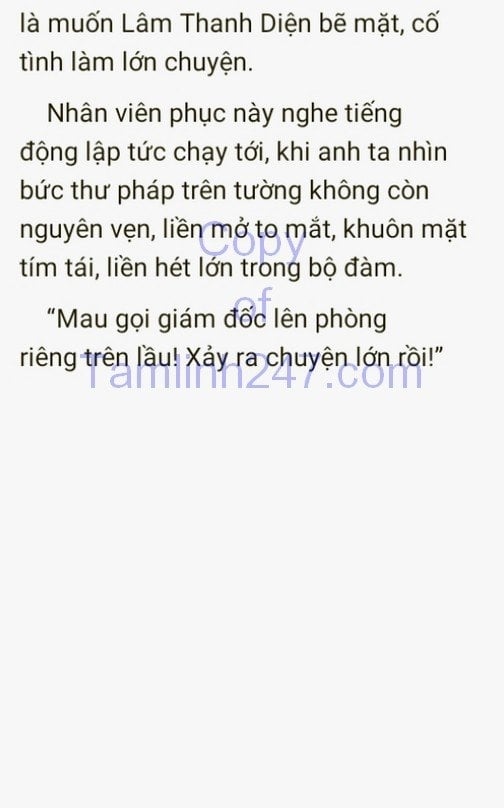 là muốn Lâm Thanh Diện bẽ mặt, cố
tình làm lớn chuyện.
Nhân viên phục này nghe tiếng
động lập tức chạy tới, khi anh ta nhìn
bức thư pháp trên tường không còn
nguyên vẹn, liền mở to mắt, khuôn mặt
tím tái, liền hét lớn trong bộ đàm.
“Mau gọi giám đốc lên phòng
riêng trên lầu! Xảy ra chuyện lớn rồi!”
Copy
of
Tamlinh247.com